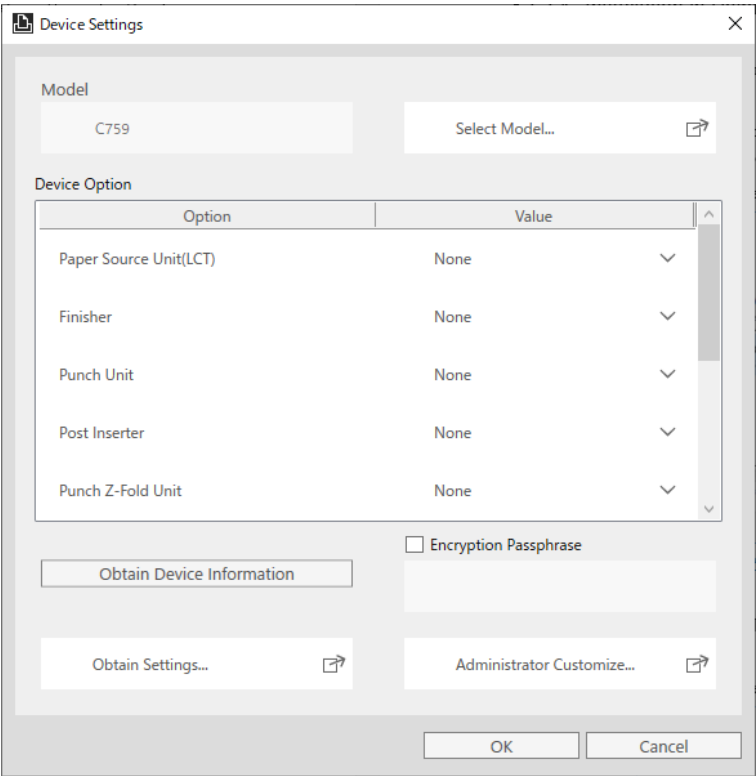 Device Settings
Model
C759
Select Model...
Device Option
Option Value
Paper Source Unit(LCT) None
Finisher None
Punch Unit None
Post Inserter None
Punch Z-Fold Unit None
Encryption Passphrase
Obtain Device Information
Obtain Settings...
Administrator Customize...
OK Cancel